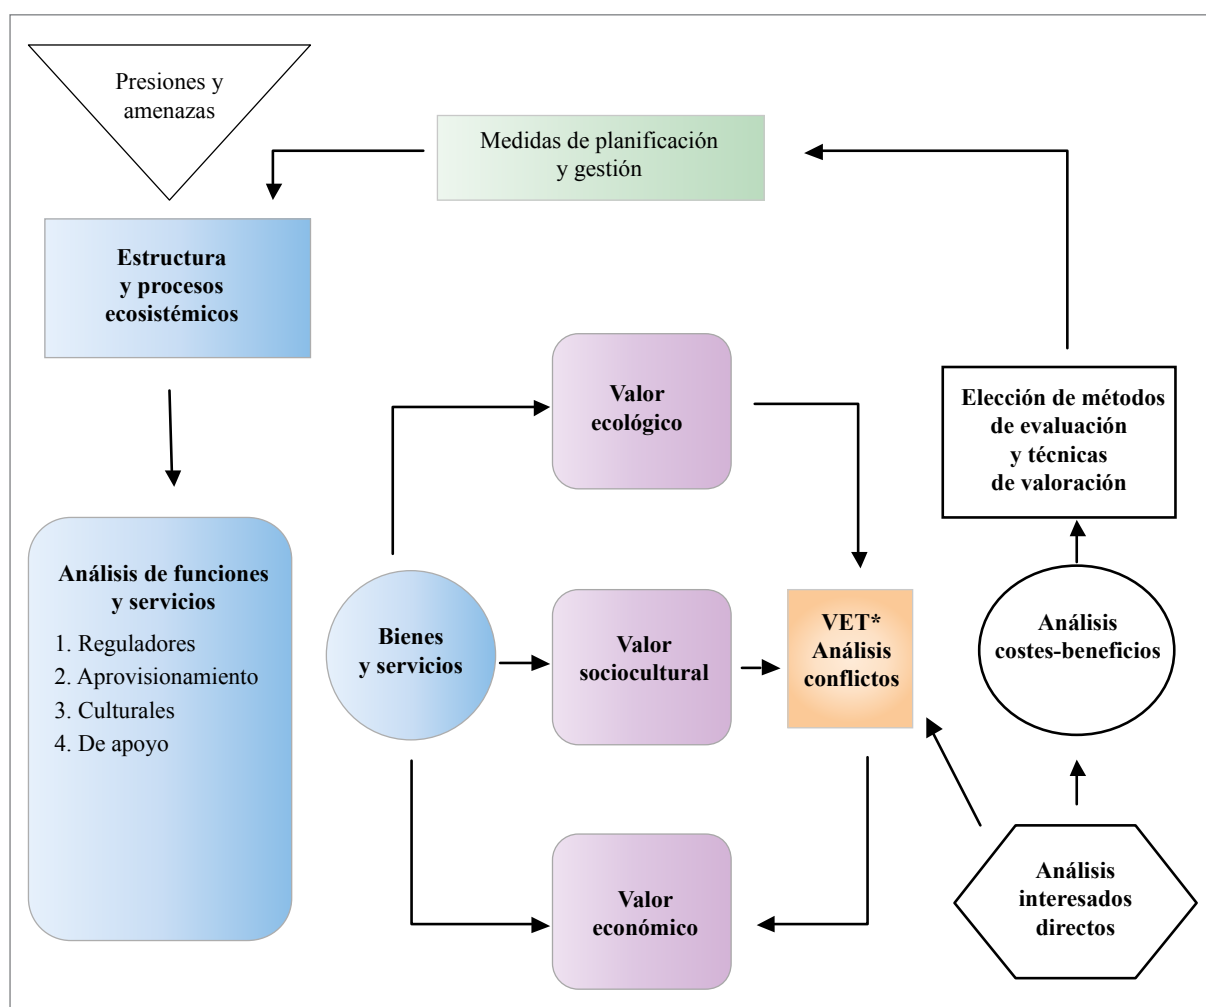 Presiones y
amenazas
Medidas de planificación
y gestión
Estructura
y procesos
ecosistémicos
Valor
ecológico
Elección de métodos
de evaluación
y técnicas
de valoración
Análisis de funciones
y servicios
1. Reguladores
2. Aprovisionamiento
3. Culturales
4. De apoyo
Bienes
y servicios
Valor
sociocultural
VET*
Análisis
conflictos
Análisis
costes-beneficios
Valor
económico
Análisis
interesados
directos